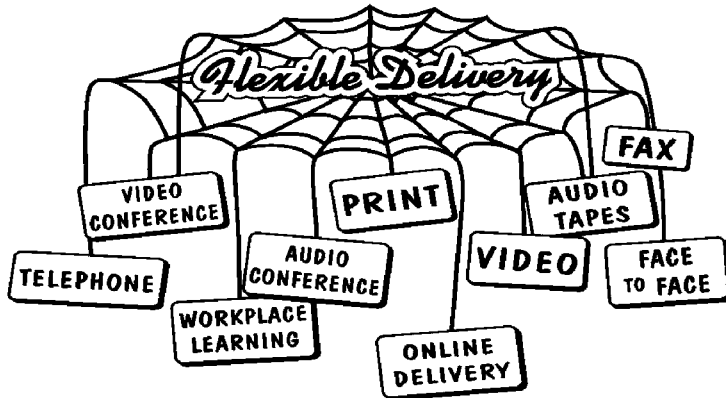 Flexible Delivery
FAX
VIDEO
CONFERENCE
PRINT
AUDIO
TAPES
TELEPHONE
AUDIO
CONFERENCE
VIDEO
FACE
TO FACE
WORKPLACE
LEARNING
ONLINE
DELIVERY